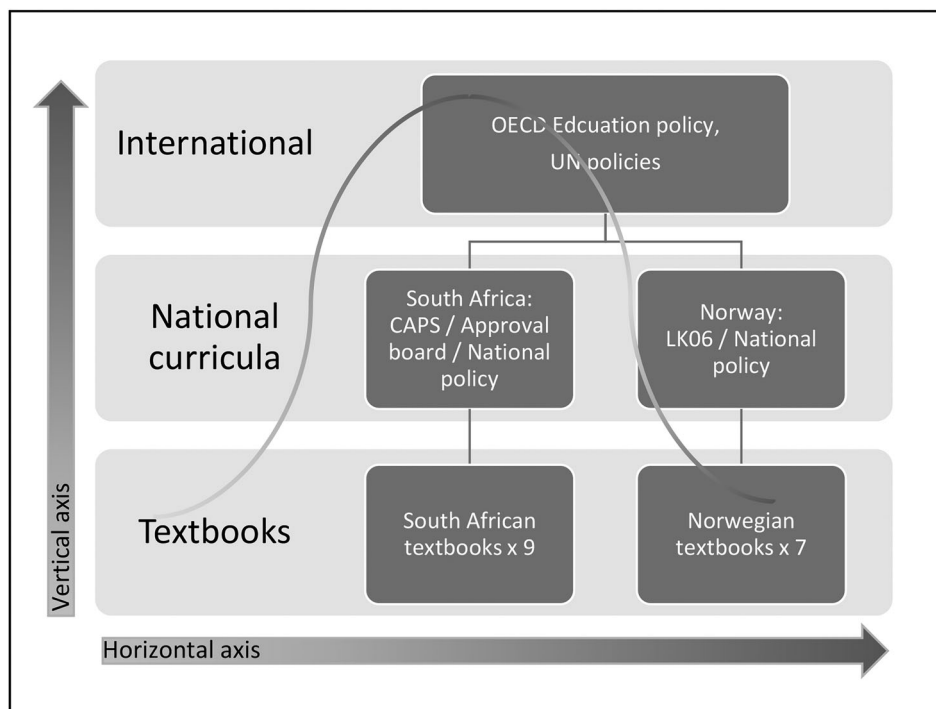 International
OECD Edcuation policy,
UN policies
National
curricula
South Africa:
CAPS / Approval
board / National
policy
Norway:
LK06 / National
policy
Textbooks
South African
textbooks x 9
Norwegian
textbooks x 7
Vertical axis
Horizontal axis